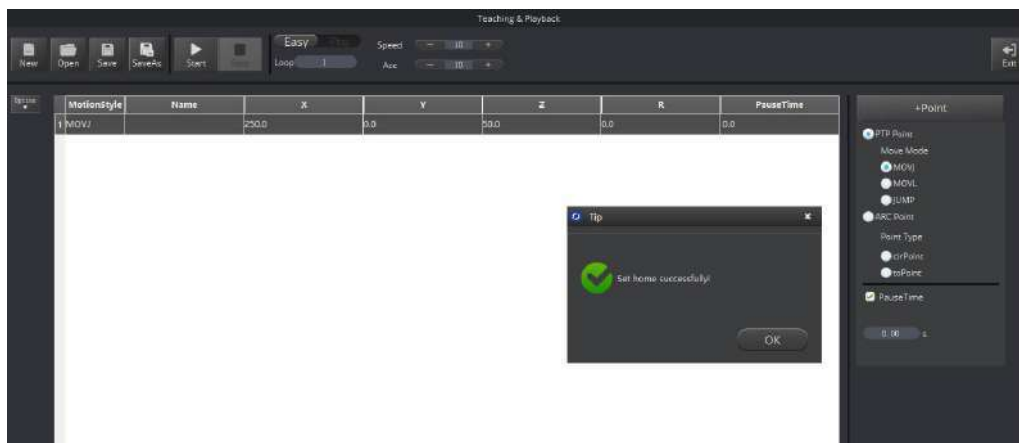 Teaching & Playback
New Open Save SaveAs Start
Easy
Loop 1
Speed - 10 +
Acc - 10 +
Exit
MotionStyle Name X Y Z R PauseTime
1 MOVJ 250.0 0.0 50.0 0.0 0.0
+Point
PTP Point
Move Mode
MOVJ
MOVL
JUMP
ARC Point
Point Type
cirPoint
toPoint
PauseTime
0.00 s
Tip
Set home successfully!
OK